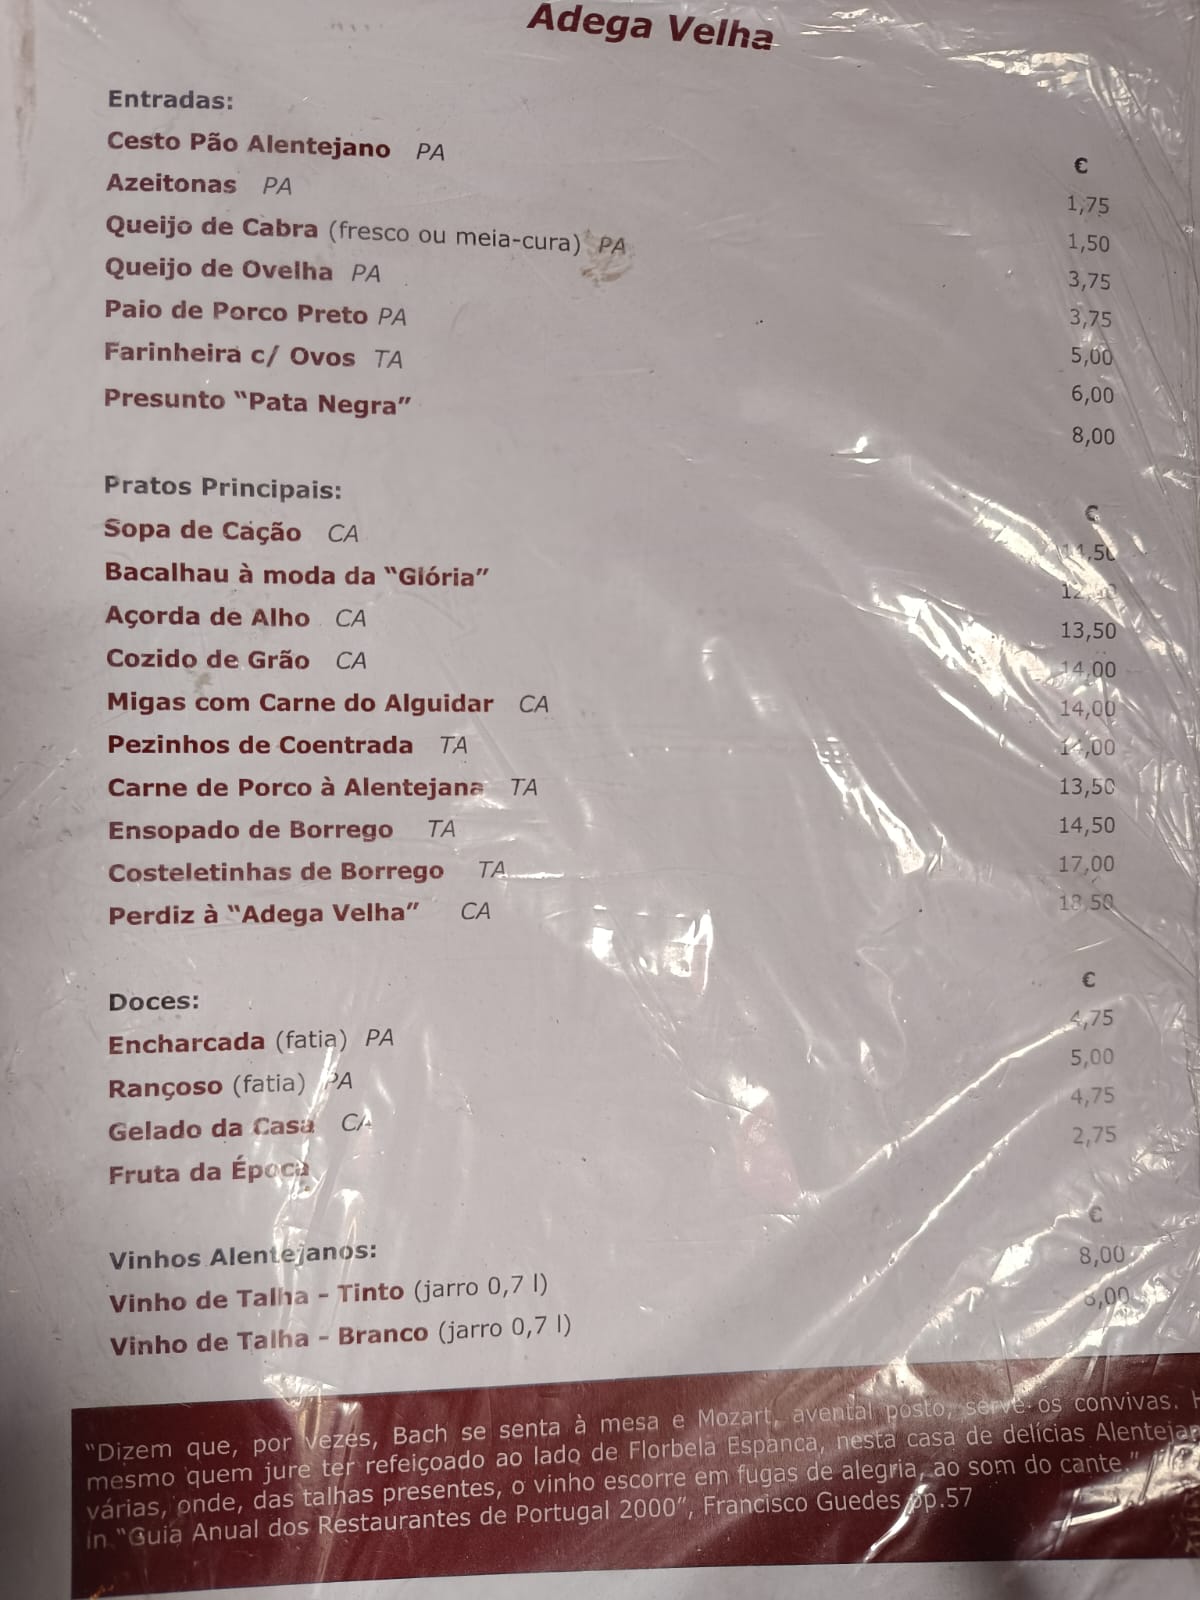 Adega Velha
Entradas:
€
Cesto Pão Alentejano PA 1,75
Azeitonas PA 1,50
Queijo de Cabra (fresco ou meia-cura) PA 3,75
Queijo de Ovelha PA 3,75
Paio de Porco Preto PA 5,00
Farinheira c/ Ovos TA 6,00
Presunto “Pata Negra” 8,00
Pratos Principais:
€
Sopa de Cação CA
Bacalhau à moda da “Glória”
Açorda de Alho CA 13,50
Cozido de Grão CA 14,00
Migas com Carne do Alguidar CA 14,00
Pezinhos de Coentrada TA 14,00
Carne de Porco à Alentejana TA 13,50
Ensopado de Borrego TA 14,50
Costeletinhas de Borrego TA 17,00
Perdiz à “Adega Velha” CA 18,50
Doces:
€
Encharcada (fatia) PA 4,75
Rançoso (fatia) PA 5,00
Gelado da Casa CA 4,75
Fruta da Época 2,75
Vinhos Alentejanos:
€
Vinho de Talha - Tinto (jarro 0,7 l) 8,00
Vinho de Talha - Branco (jarro 0,7 l)
“Dizem que, por vezes, Bach se senta à mesa e Mozart, avental posto, serve os convivas.
mesmo quem jure ter refeiçoado ao lado de Florbela Espanca, nesta casa de delícias
várias, onde, das talhas presentes, o vinho escorre em fugas de alegria, ao som do cante.”
in “Guia Anual dos Restaurantes de Portugal 2000”, Francisco Guedes pp.57